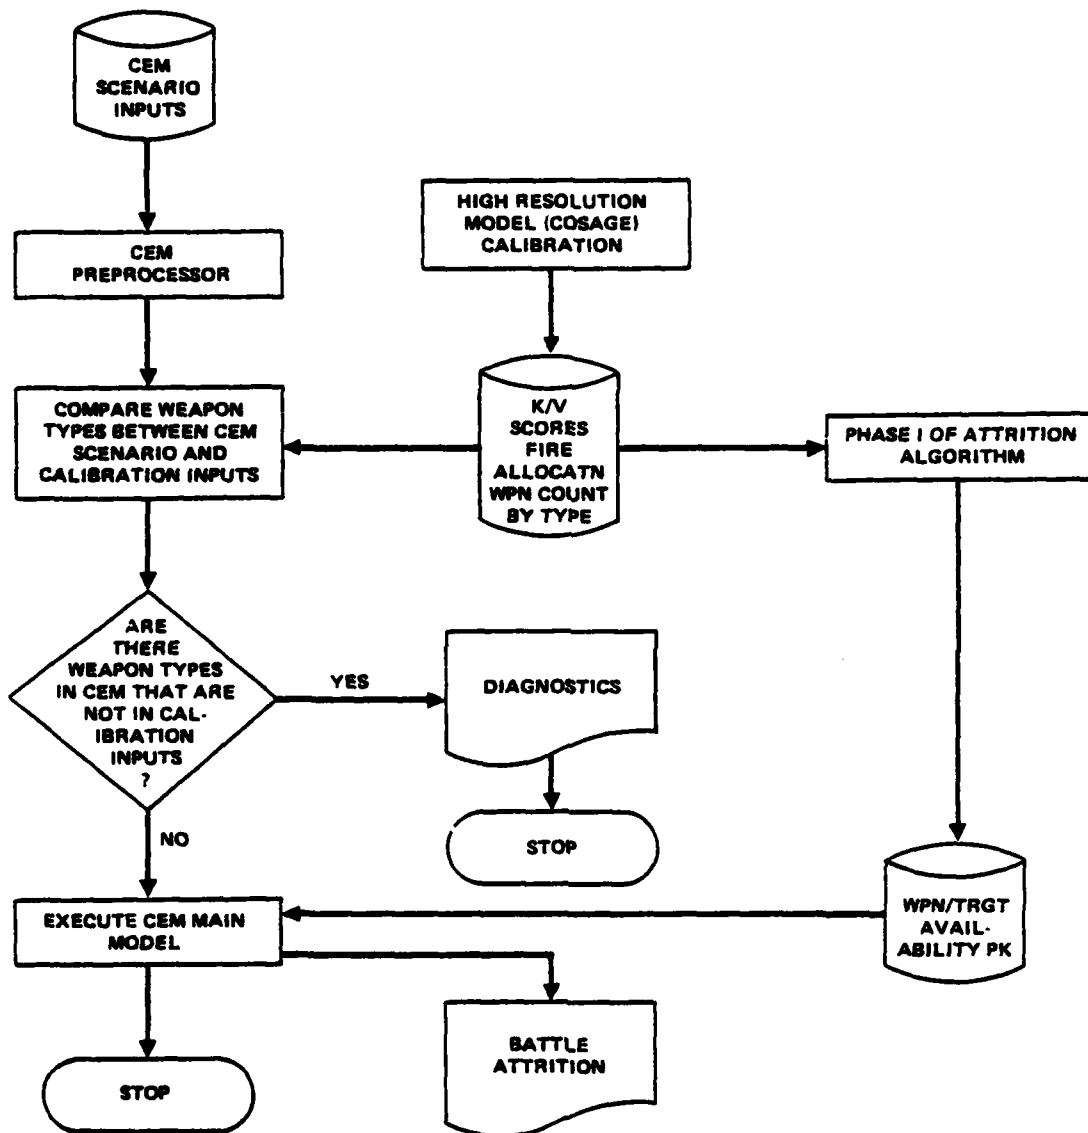 CEM
SCENARIO
INPUTS
HIGH RESOLUTION
MODEL (COSAGE)
CALIBRATION
CEM
PREPROCESSOR
COMPARE WEAPON
TYPES BETWEEN CEM
SCENARIO AND
CALIBRATION INPUTS
K/V
SCORES
FIRE
ALLOCATN
WPN COUNT
BY TYPE
PHASE I OF ATTRITION
ALGORITHM
ARE
THERE
WEAPON TYPES
IN CEM THAT ARE
NOT IN CAL-
IBRATION
INPUTS
?
YES
DIAGNOSTICS
STOP
NO
EXECUTE CEM MAIN
MODEL
WPN/TRGT
AVAIL-
ABILITY PK
BATTLE
ATTRITION
STOP